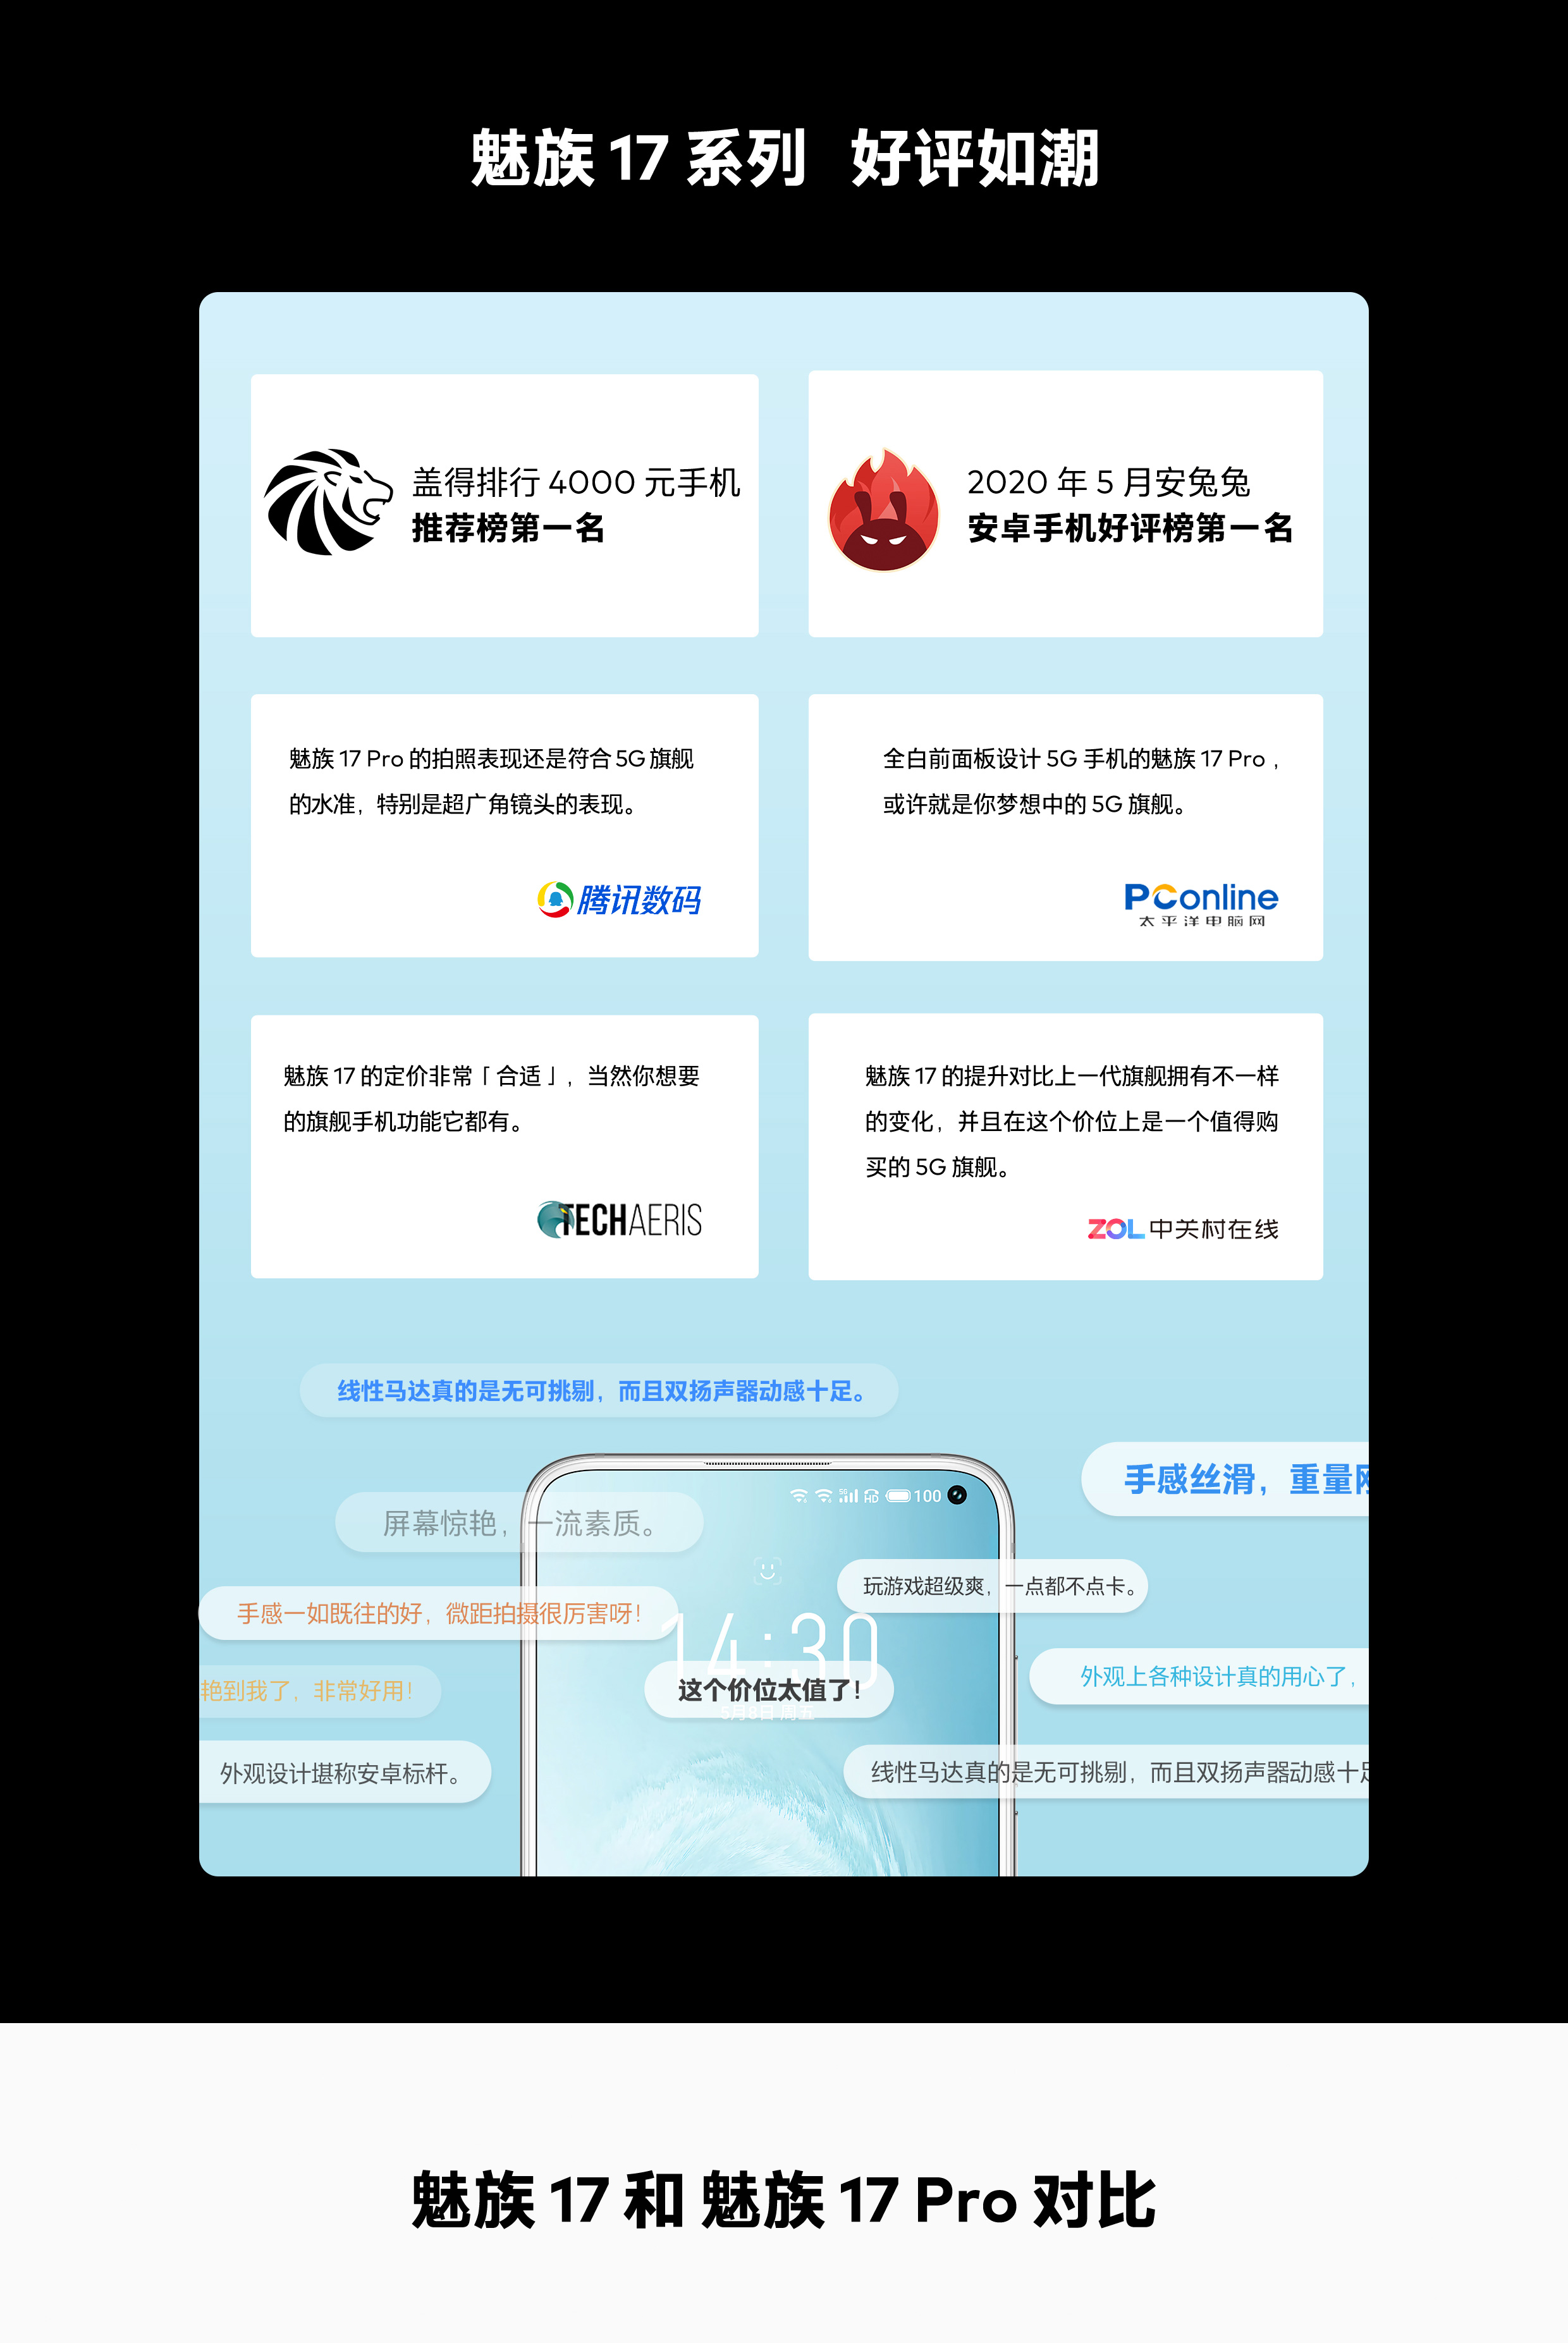 魅族 17 系列 好评如潮
盖得排行 4000 元手机
推荐榜第一名
2020 年 5 月安兔兔
安卓手机好评榜第一名
魅族 17 Pro 的拍照表现还是符合 5G 旗舰
的水准，特别是超广角镜头的表现。
腾讯数码
全白前面板设计 5G 手机的魅族 17 Pro，
或许就是你梦想中的 5G 旗舰。
PConline
太平洋电脑网
魅族 17 的定价非常「合适」，当然你想要
的旗舰手机功能它都有。
TECHAERIS
魅族 17 的提升对比上一代旗舰拥有不一样
的变化，并且在这个价位上是一个值得购
买的 5G 旗舰。
ZOL 中关村在线
线性马达真的是无可挑剔，而且双扬声器动感十足。
手感丝滑，重量刚
5G HD 100
屏幕惊艳，一流素质。
玩游戏超级爽，一点都不点卡。
手感一如既往的好，微距拍摄很厉害呀！
14:30
外观上各种设计真的用心了，
艳到我了，非常好用！
这个价位太值了！
5月8日 周五
外观设计堪称安卓标杆。
线性马达真的是无可挑剔，而且双扬声器动感十足
魅族 17 和 魅族 17 Pro 对比